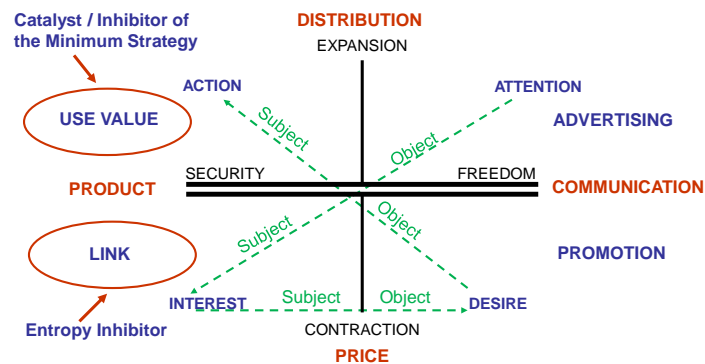 Catalyst / Inhibitor of
the Minimum Strategy
DISTRIBUTION
EXPANSION
ACTION
ATTENTION
USE VALUE
Subject
Object
ADVERTISING
SECURITY
FREEDOM
PRODUCT
COMMUNICATION
Subject
Object
LINK
PROMOTION
INTEREST
Subject
Object
DESIRE
Entropy Inhibitor
CONTRACTION
PRICE